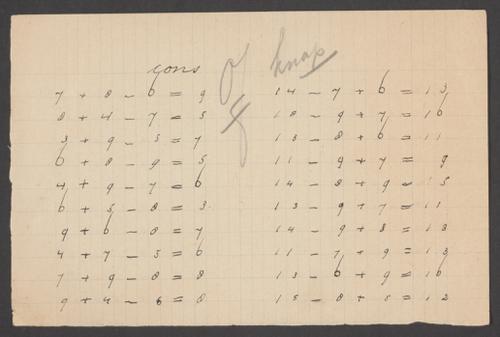 gons
knap
7 + 8 – 6 = 9
8 + 4 – 7 = 5
3 + 9 – 5 = 7
6 + 8 – 9 = 5
4 + 9 – 7 = 6
6 + 5 – 8 = 3
9 + 6 – 8 = 7
4 + 7 – 5 = 6
7 + 9 – 8 = 8
9 + 4 – 6 = 8
14 – 7 + 6 = 13
18 – 9 + 7 = 16
13 – 8 + 6 = 11
11 – 9 + 7 = 9
14 – 8 + 9 = 15
13 – 9 + 7 = 11
14 – 9 + 8 = 13
11 – 7 + 9 = 13
13 – 6 + 9 = 16
15 – 8 + 5 = 12